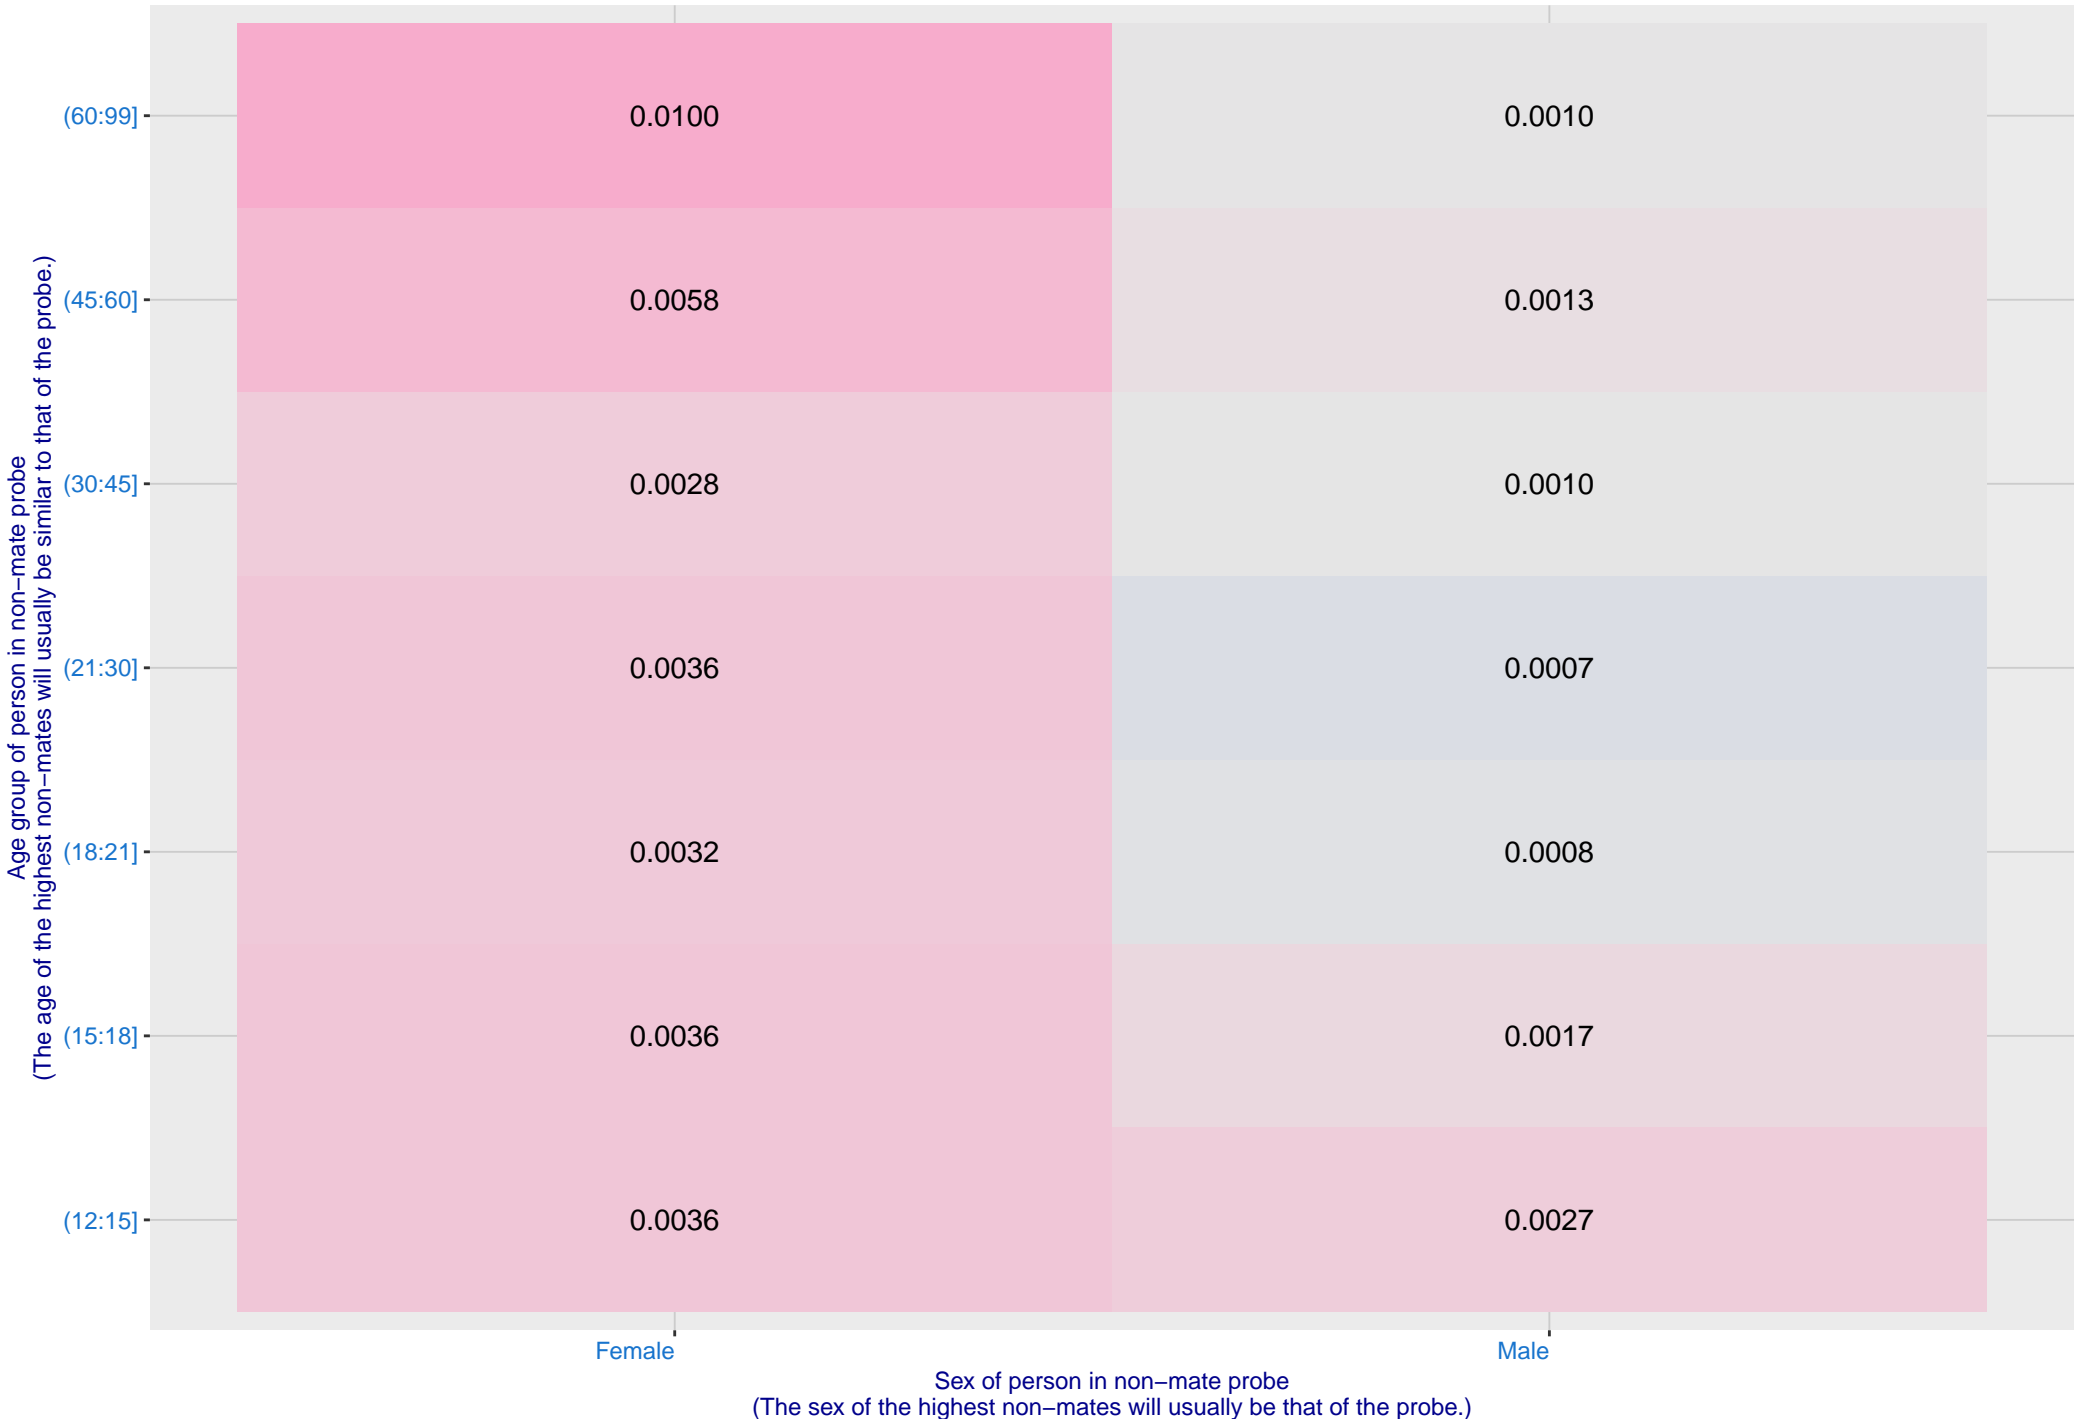 Age group of person in non−mate probe
(The age of the highest non−mates will usually be similar to that of the probe.)
(60:99] 0.0100 0.0010
(45:60] 0.0058 0.0013
(30:45] 0.0028 0.0010
(21:30] 0.0036 0.0007
(18:21] 0.0032 0.0008
(15:18] 0.0036 0.0017
(12:15] 0.0036 0.0027
Female Male
Sex of person in non−mate probe
(The sex of the highest non−mates will usually be that of the probe.)